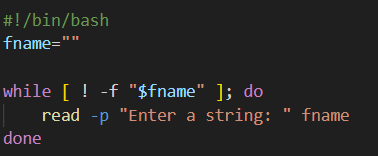 #!/bin/bash
fname=""

while [ ! -f "$fname" ]; do
    read -p "Enter a string: " fname
done